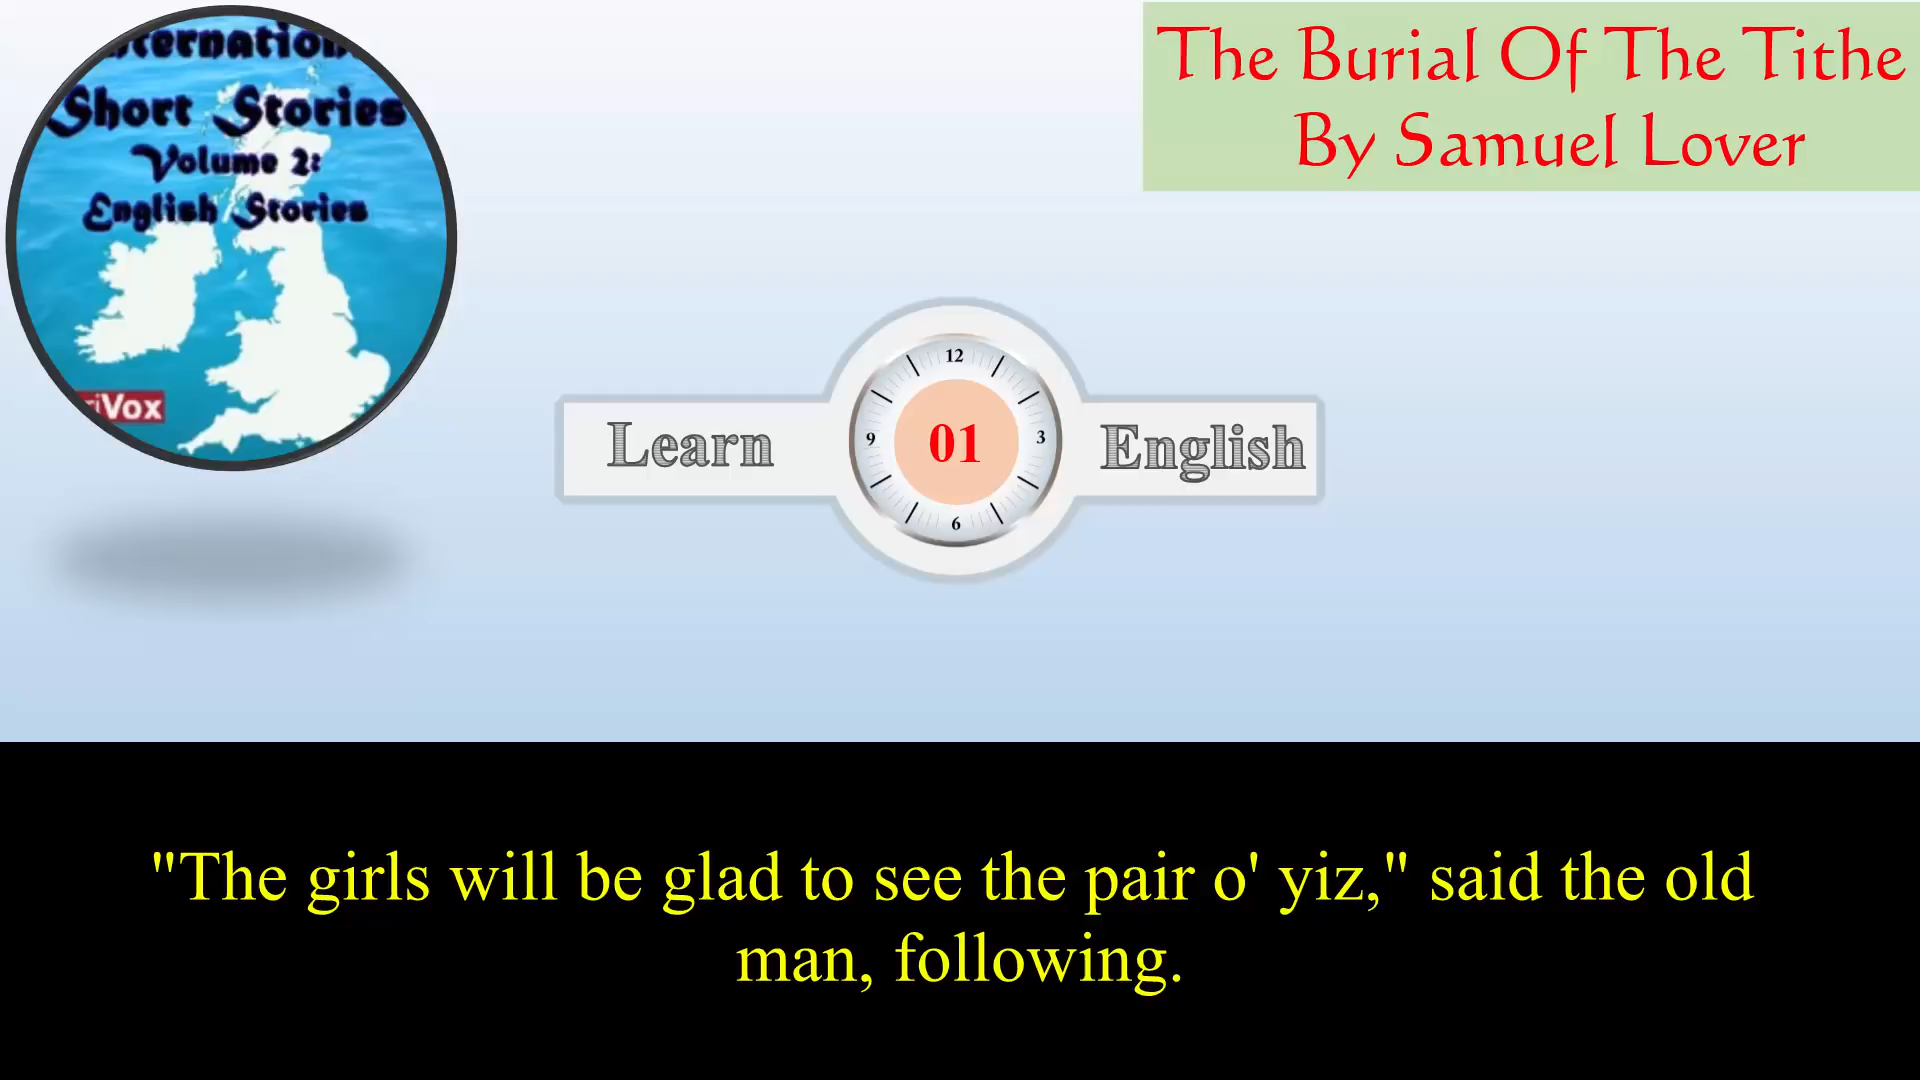 Short Stories
Volume 2:
English Stories
The Burial Of The Tithe
By Samuel Lover
Learn
12
9
01
3
6
English
"The girls will be glad to see the pair o' yiz," said the old
man, following.